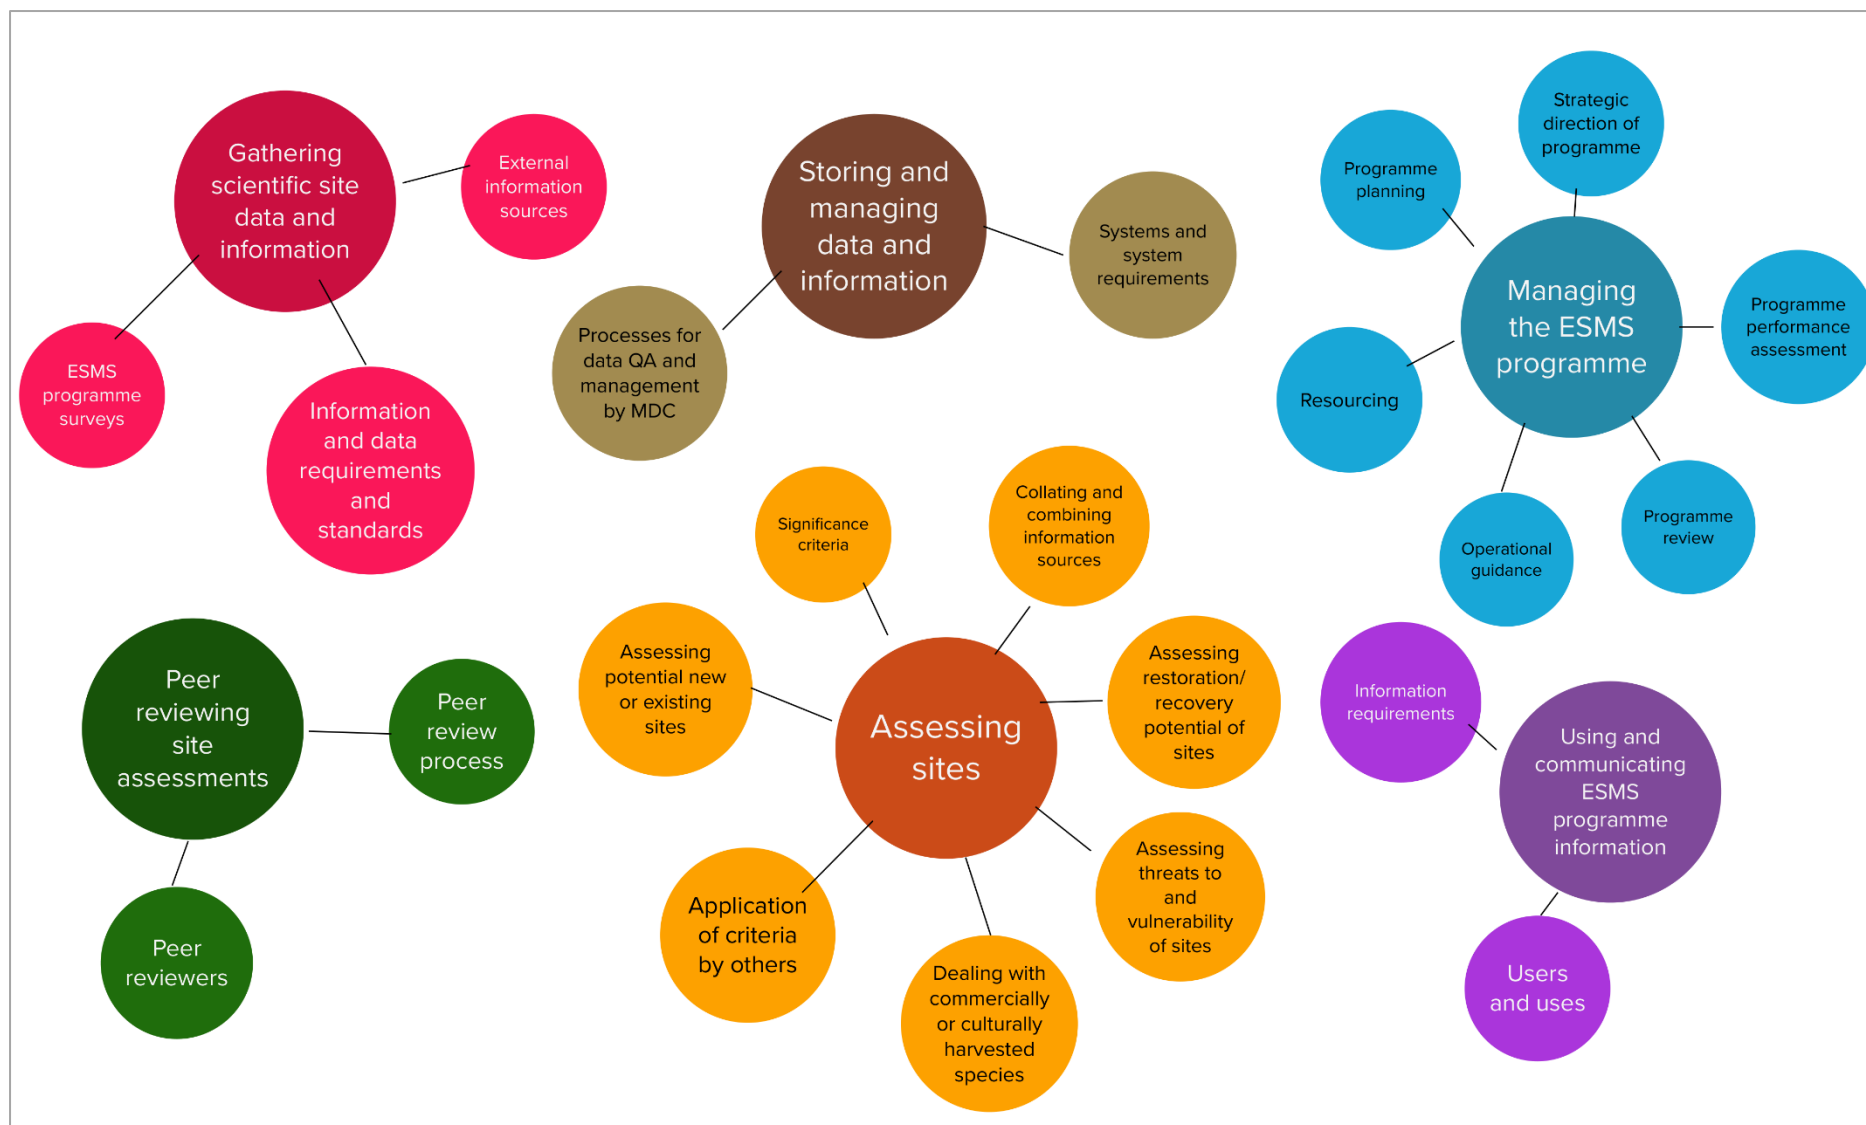 Gathering
scientific site
data and
information
External
information
sources
ESMS
programme
surveys
Information
and data
requirements
and
standards
Storing and
managing
data and
information
Systems and
system
requirements
Processes for
data QA and
management
by MDC
Strategic
direction of
programme
Programme
planning
Managing
the ESMS
programme
Programme
performance
assessment
Resourcing
Operational
guidance
Programme
review
Peer
reviewing
site
assessments
Peer
review
process
Peer
reviewers
Significance
criteria
Collating and
combining
information
sources
Assessing
potential new
or existing
sites
Assessing
sites
Assessing
restoration/
recovery
potential of
sites
Application
of criteria
by others
Assessing
threats to
and
vulnerability
of sites
Dealing with
commercially
or culturally
harvested
species
Information
requirements
Using and
communicating
ESMS
programme
information
Users
and uses